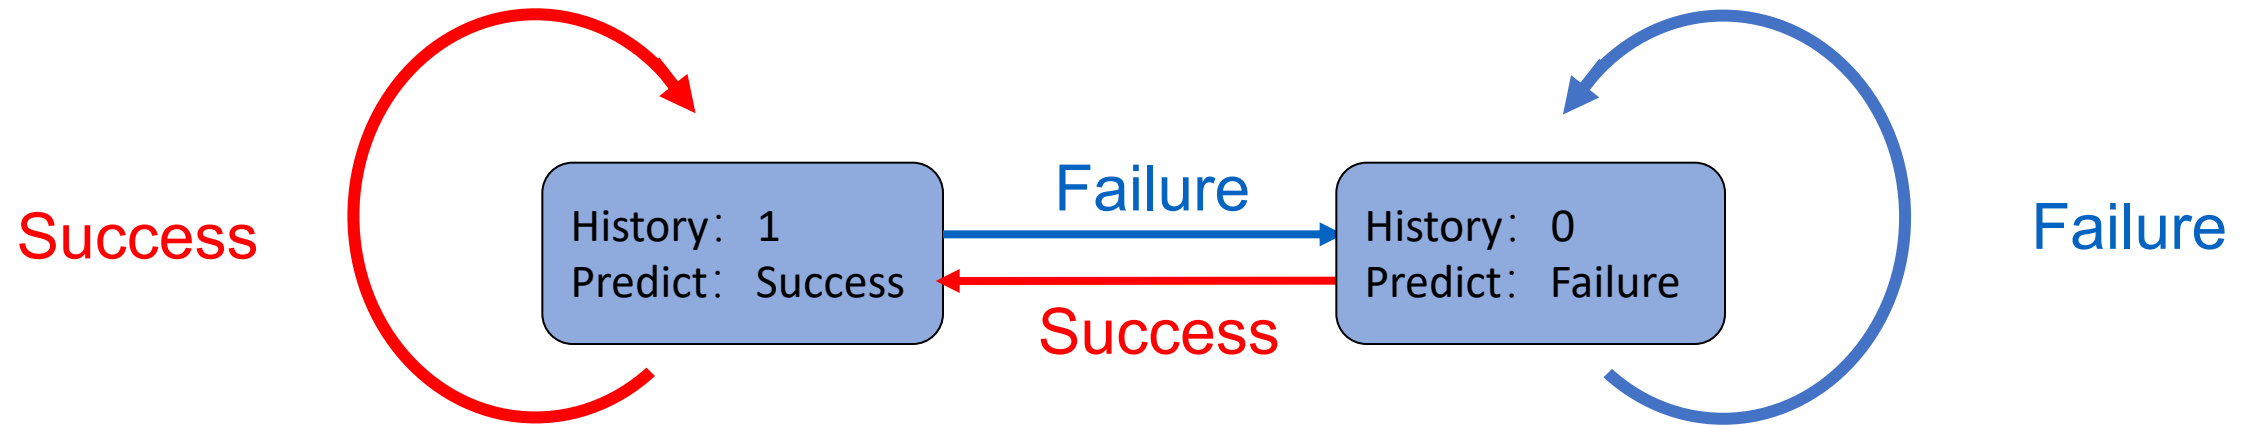 Success
History：1
Predict： Success
Failure
Success
History：0
Predict： Failure
Failure